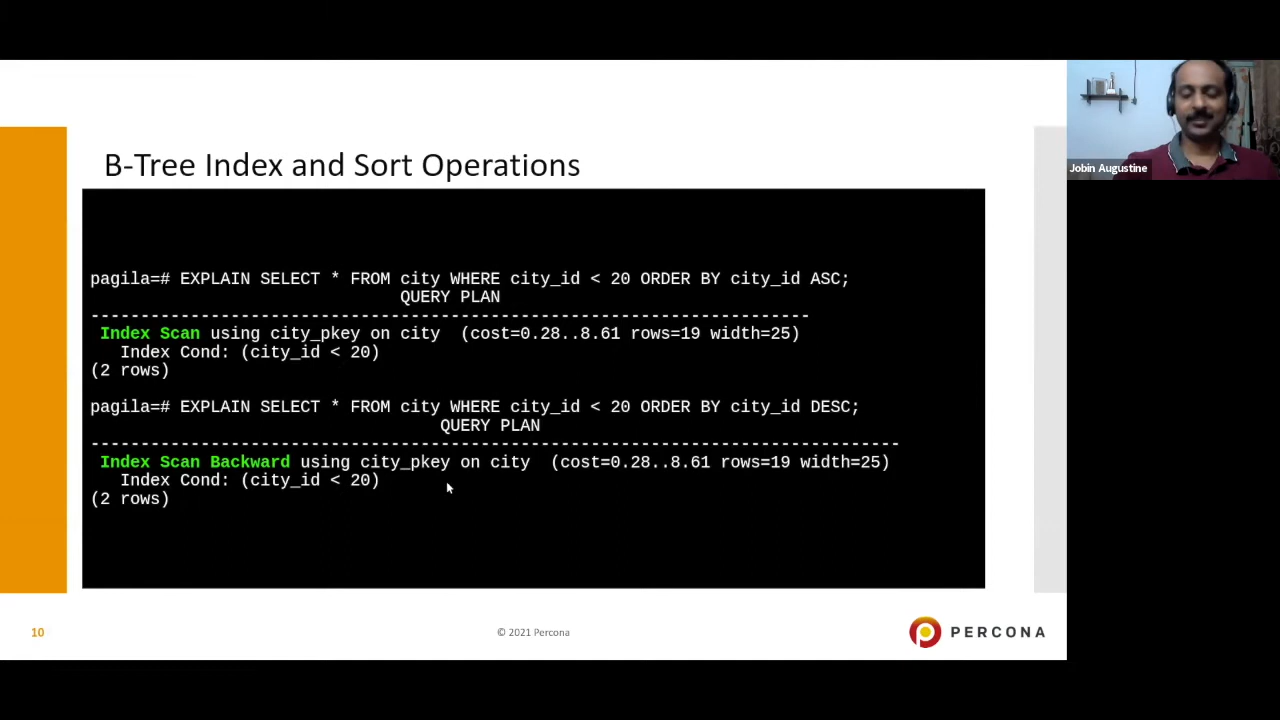 Jobin Augustine
B-Tree Index and Sort Operations
pagila=# EXPLAIN SELECT * FROM city WHERE city_id < 20 ORDER BY city_id ASC;
QUERY PLAN
------------------------------------------------------------------------
Index Scan using city_pkey on city  (cost=0.28..8.61 rows=19 width=25)
Index Cond: (city_id < 20)
(2 rows)
pagila=# EXPLAIN SELECT * FROM city WHERE city_id < 20 ORDER BY city_id DESC;
QUERY PLAN
---------------------------------------------------------------------------------
Index Scan Backward using city_pkey on city  (cost=0.28..8.61 rows=19 width=25)
Index Cond: (city_id < 20)
(2 rows)
10
© 2021 Percona
PERCONA